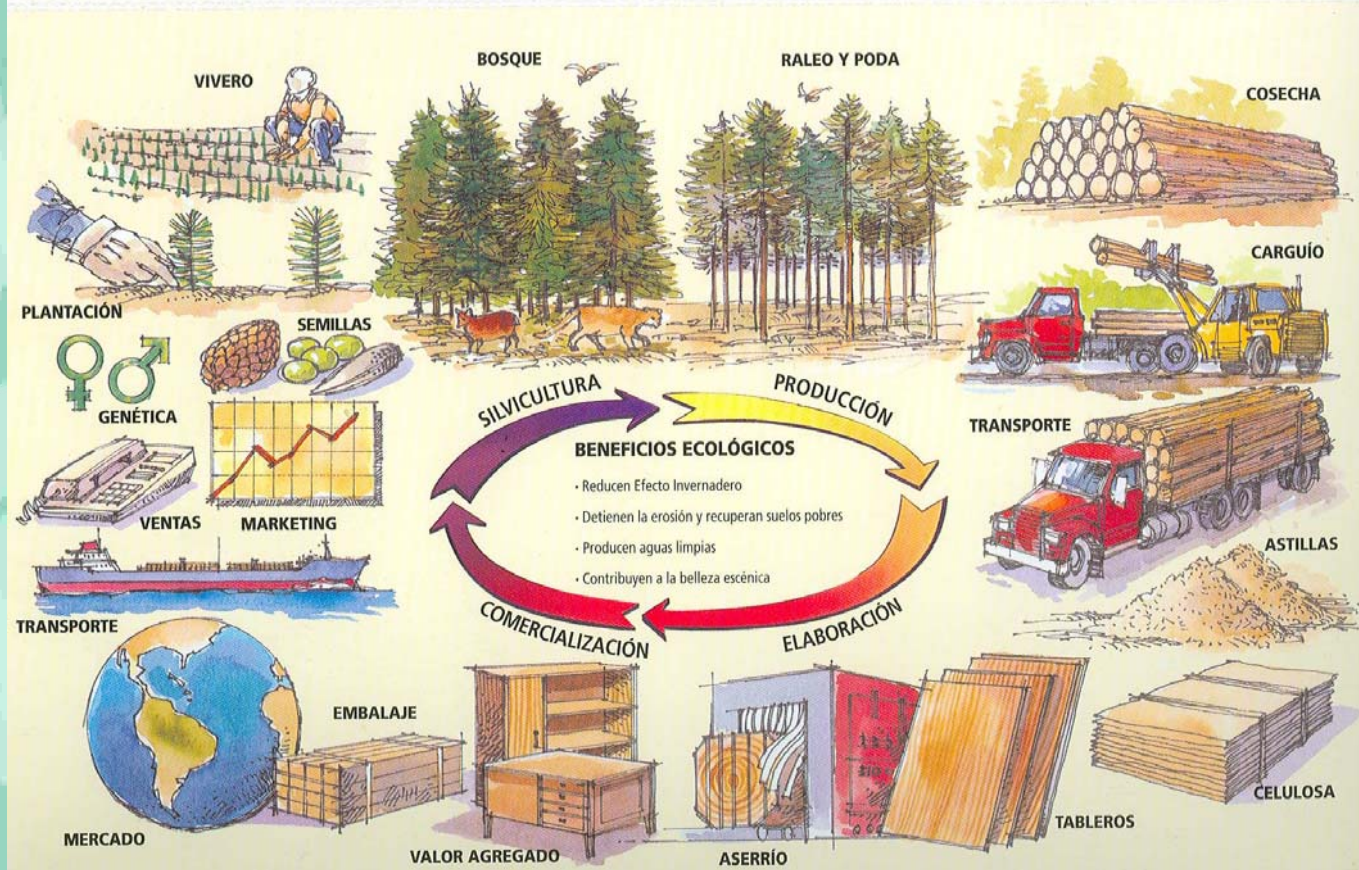 VIVERO
BOSQUE
RALEO Y PODA
COSECHA
CARGUÍO
PLANTACIÓN
SEMILLAS
GENÉTICA
SILVICULTURA
PRODUCCIÓN
TRANSPORTE
BENEFICIOS ECOLÓGICOS
• Reducen Efecto Invernadero
• Detienen la erosión y recuperan suelos pobres
• Producen aguas limpias
• Contribuyen a la belleza escénica
VENTAS
MARKETING
ASTILLAS
TRANSPORTE
COMERCIALIZACIÓN
ELABORACIÓN
EMBALAJE
MERCADO
VALOR AGREGADO
ASERRÍO
TABLEROS
CELULOSA